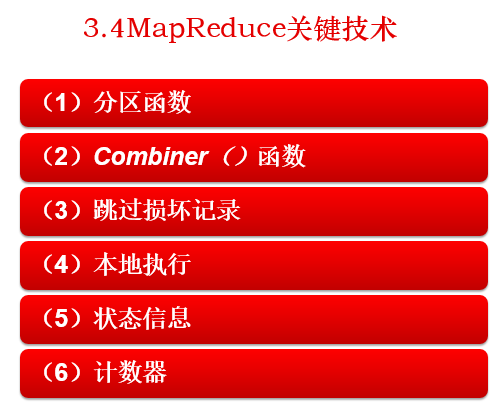 3.4MapReduce关键技术
（1）分区函数
（2）Combiner（）函数
（3）跳过损坏记录
（4）本地执行
（5）状态信息
（6）计数器